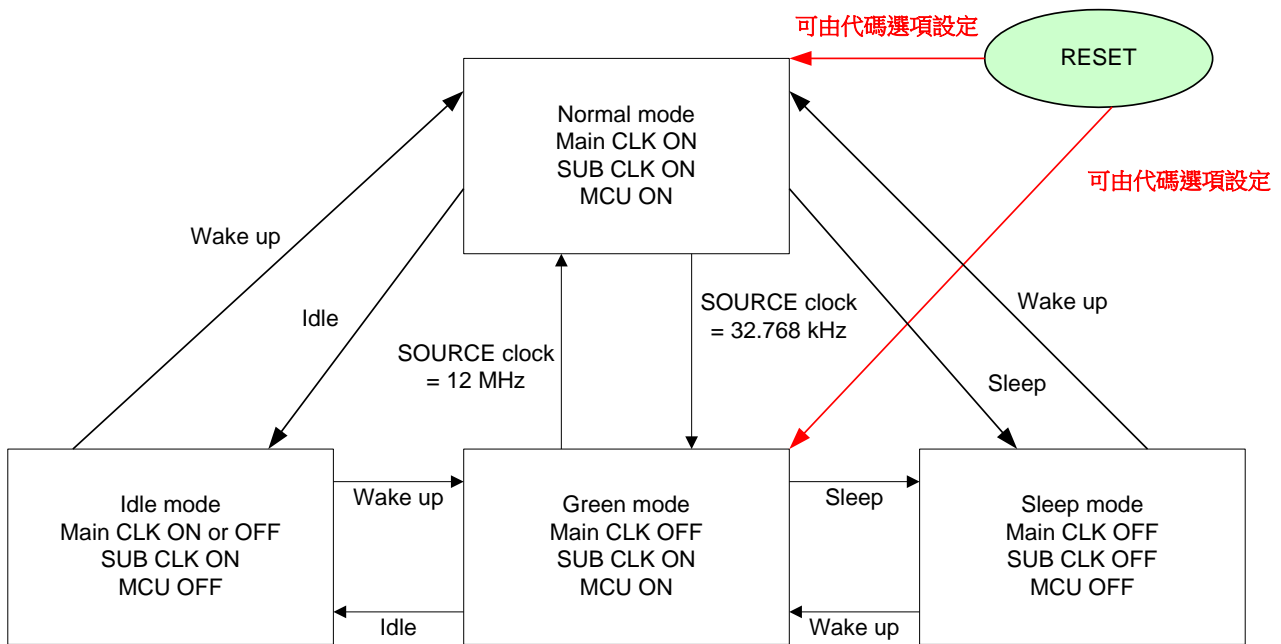 可由代碼選項設定
RESET
Normal mode
Main CLK ON
SUB CLK ON
MCU ON
可由代碼選項設定
Wake up
Idle
SOURCE clock
= 12 MHz
SOURCE clock
= 32.768 kHz
Wake up
Sleep
Idle mode
Main CLK ON or OFF
SUB CLK ON
MCU OFF
Wake up
Idle
Green mode
Main CLK OFF
SUB CLK ON
MCU ON
Sleep
Wake up
Sleep mode
Main CLK OFF
SUB CLK OFF
MCU OFF